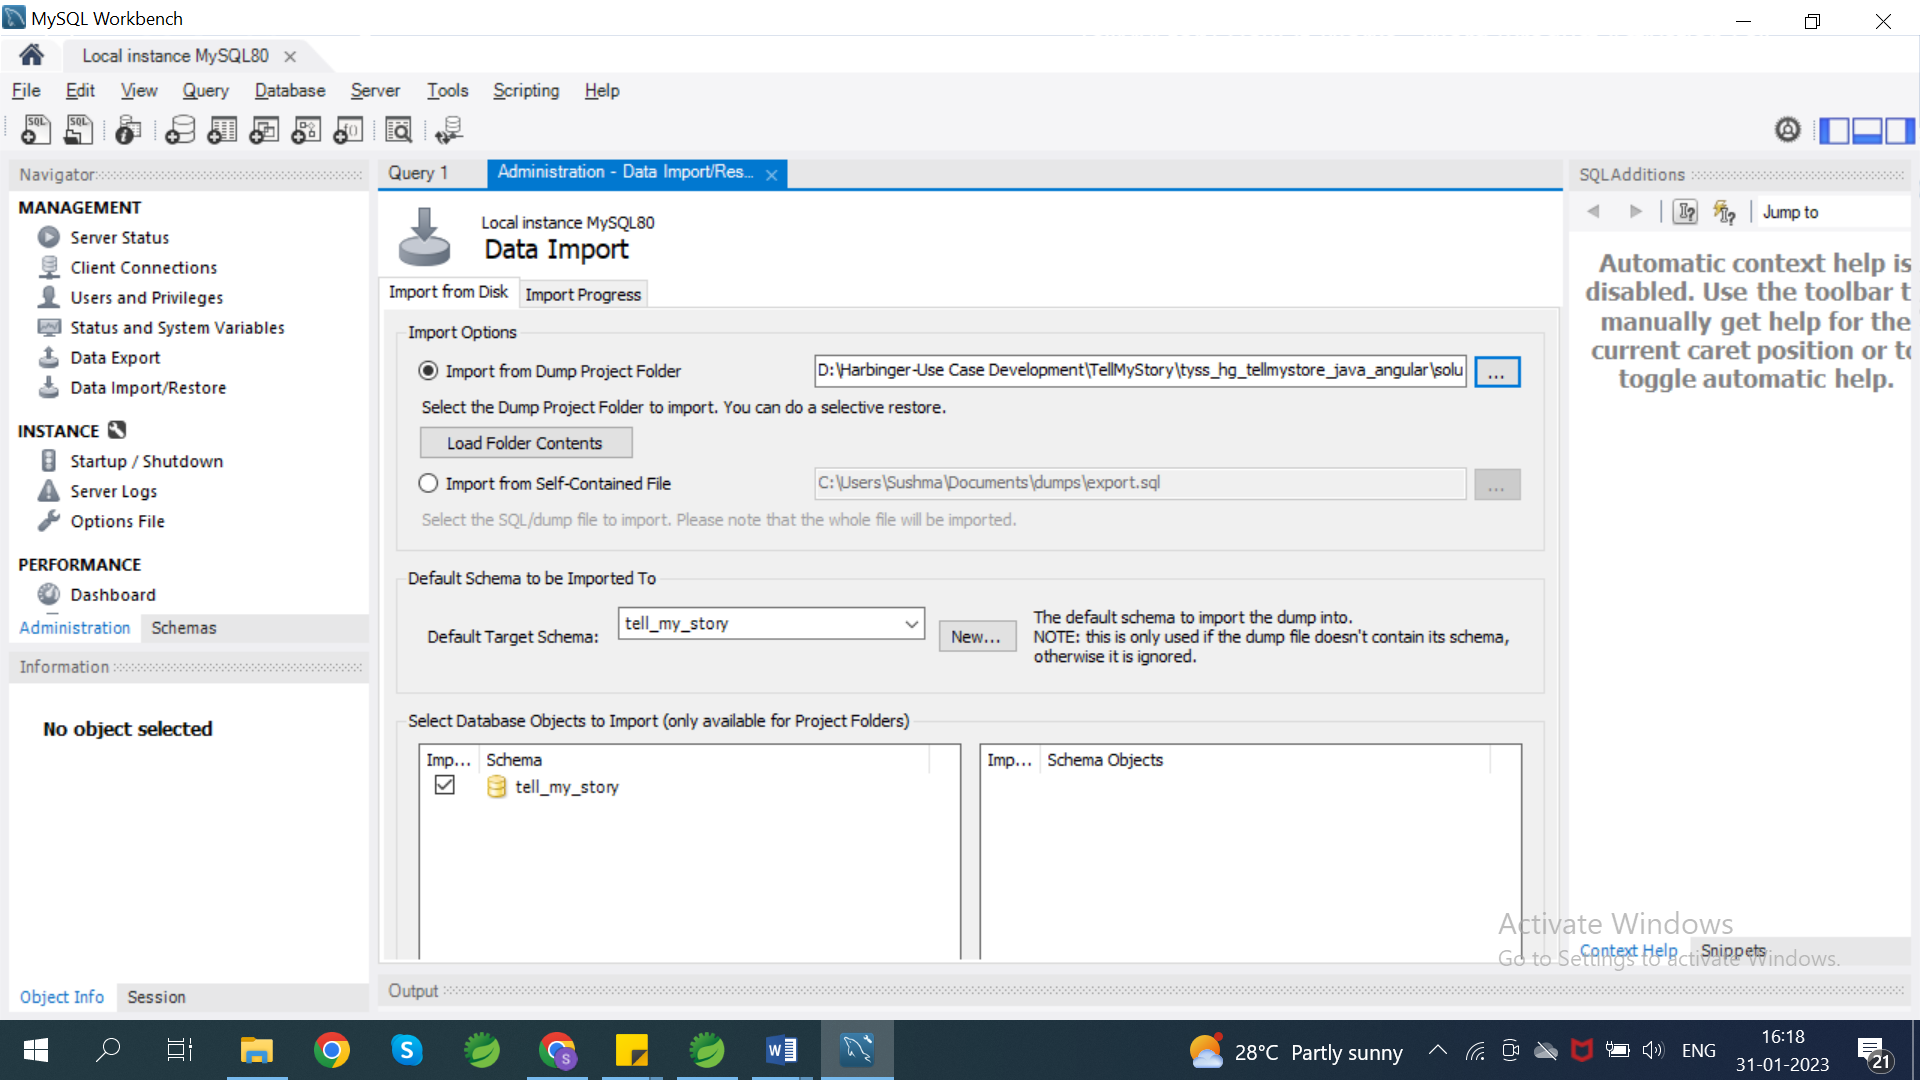 MySQL Workbench
Local instance MySQL80
File Edit View Query Database Server Tools Scripting Help
Navigator
MANAGEMENT
Server Status
Client Connections
Users and Privileges
Status and System Variables
Data Export
Data Import/Restore
INSTANCE
Startup / Shutdown
Server Logs
Options File
PERFORMANCE
Dashboard
Administration Schemas
Information
No object selected
Object Info Session
Query 1 Administration - Data Import/Res...
Local instance MySQL80
Data Import
Import from Disk Import Progress
Import Options
Import from Dump Project Folder D:\Harbinger-Use Case Development\TellMyStory\tyss_hg_tellmystore_java_angular\solu ...
Select the Dump Project Folder to import. You can do a selective restore.
Load Folder Contents
Import from Self-Contained File C:\Users\Sushma\Documents\dumps\export.sql ...
Select the SQL/dump file to import. Please note that the whole file will be imported.
Default Schema to be Imported To
Default Target Schema: tell_my_story New...
The default schema to import the dump into.
NOTE: this is only used if the dump file doesn't contain its schema,
otherwise it is ignored.
Select Database Objects to Import (only available for Project Folders)
Imp... Schema
tell_my_story
Imp... Schema Objects
Output
SQLAdditions
Jump to
Automatic context help is
disabled. Use the toolbar t
manually get help for the
current caret position or to
toggle automatic help.
Activate Windows
Go to Settings to activate Windows.
Context Help Snippets
28°C Partly sunny
ENG
16:18
31-01-2023
21